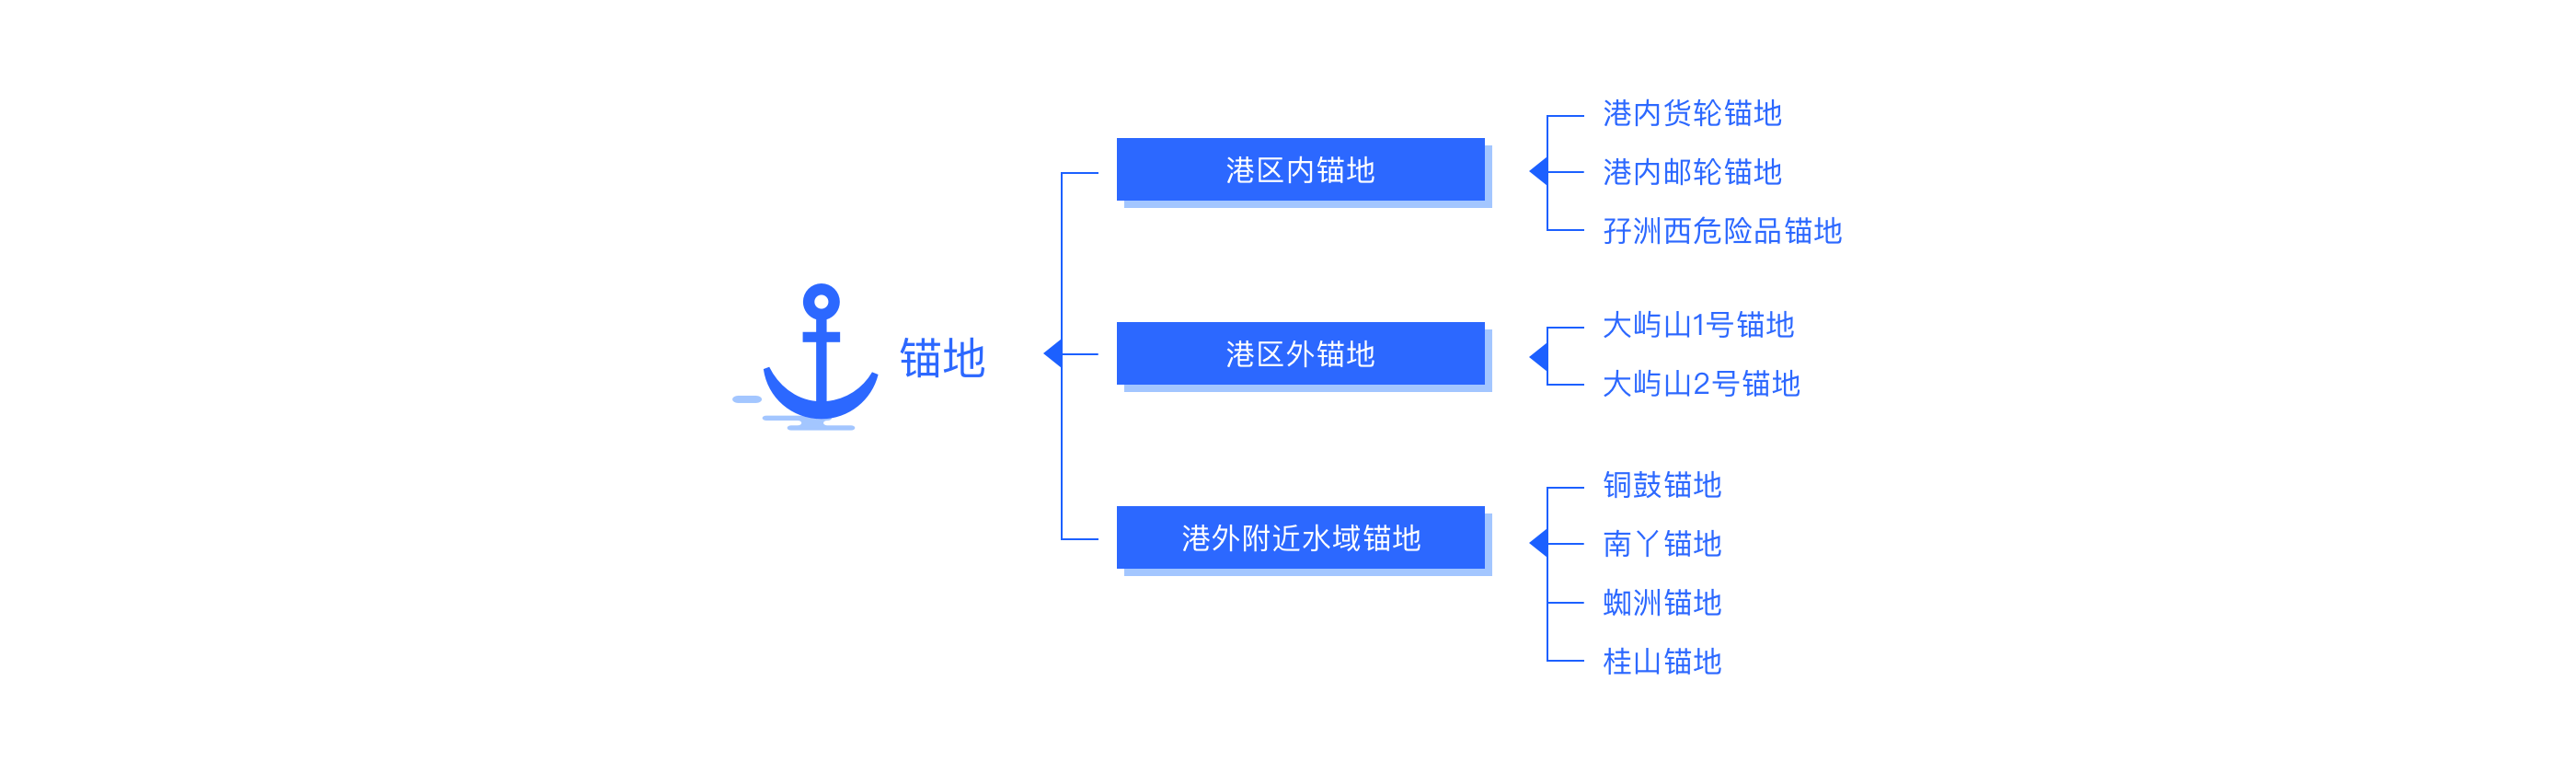 锚地
港区内锚地
港内货轮锚地
港内邮轮锚地
孖洲西危险品锚地
港区外锚地
大屿山1号锚地
大屿山2号锚地
港外附近水域锚地
铜鼓锚地
南丫锚地
蜘洲锚地
桂山锚地